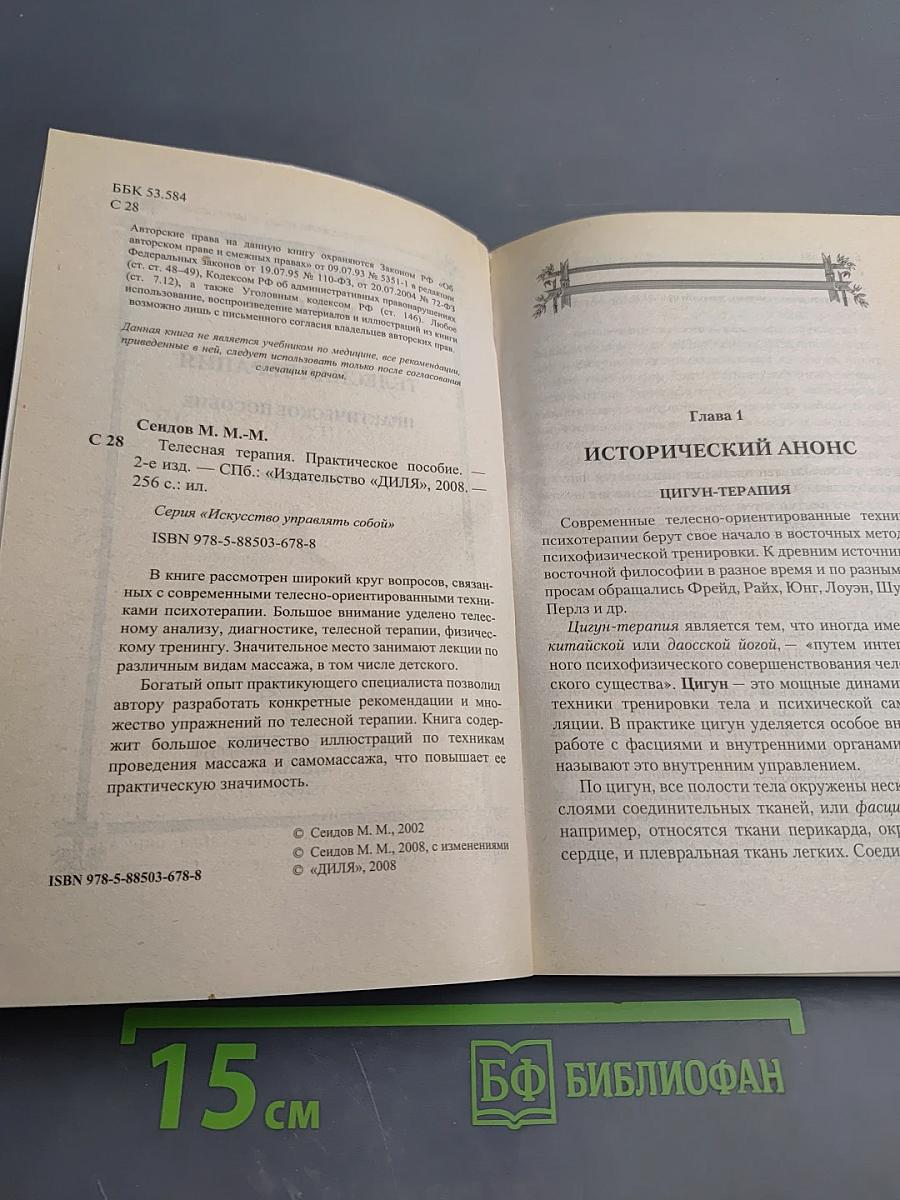 ББК 53.584
С 28
Авторские права на данную книгу охраняются Законом РФ «Об
авторском праве и смежных правах» от 09.07.93 № 5351-1 в редакции
Федеральных законов от 19.07.95 № 110-ФЗ, от 20.07.2004 № 72-ФЗ
(ст. ст. 48–49), Кодексом РФ об административных правонарушениях
(ст. 7.12), а также Уголовным кодексом РФ (ст. 146). Любое
использование, воспроизведение материалов и иллюстраций из книги
возможно лишь с письменного согласия владельцев авторских прав.
Данная книга не является учебником по медицине, все рекомендации,
приведенные в ней, следует использовать только после согласования
с лечащим врачом.
Сеидов М. М.-М.
С 28
Телесная терапия. Практическое пособие. —
2-е изд. — СПб.: «Издательство «ДИЛЯ», 2008. —
256 с.: ил.
Серия «Искусство управлять собой»
ISBN 978-5-88503-678-8
В книге рассмотрен широкий круг вопросов, связан-
ных с современными телесно-ориентированными техни-
ками психотерапии. Большое внимание уделено телес-
ному анализу, диагностике, телесной терапии, физичес-
кому тренингу. Значительное место занимают лекции по
различным видам массажа, в том числе детского.
Богатый опыт практикующего специалиста позволил
автору разработать конкретные рекомендации и мно-
жество упражнений по телесной терапии. Книга содер-
жит большое количество иллюстраций по техникам
проведения массажа и самомассажа, что повышает ее
практическую значимость.
© Сеидов М. М., 2002
© Сеидов М. М., 2008, с изменениями
© «ДИЛЯ», 2008
ISBN 978-5-88503-678-8
Глава 1
ИСТОРИЧЕСКИЙ АНОНС
ЦИГУН-ТЕРАПИЯ
Современные телесно-ориентированные техни
психотерапии берут свое начало в восточных метод
психофизической тренировки. К древним источни
восточной философии в разное время и по разным
просам обращались Фрейд, Райх, Юнг, Лоуэн, Шу
Перлз и др.
Цигун-терапия является тем, что иногда име
китайской или даосской йогой, — «путем интег
ного психофизического совершенствования чело
ского существа». Цигун — это мощные динами
техники тренировки тела и психической сам
ляции. В практике цигун уделяется особое вн
работе с фасциями и внутренними органами
называют это внутренним управлением.
По цигун, все полости тела окружены неск
слоями соединительных тканей, или фасци
например, относятся ткани перикарда, окр
сердце, и плевральная ткань легких. Соеди
15 см
БФ БИБЛИОФАН